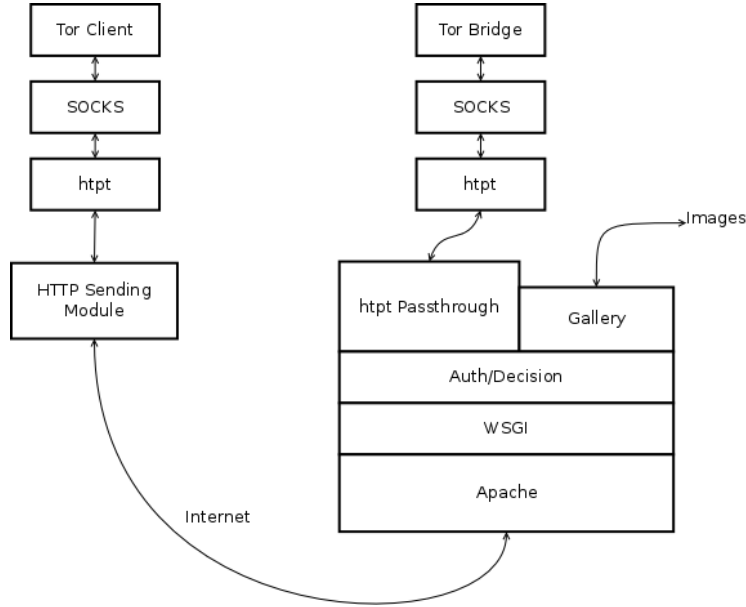 Tor Client
SOCKS
htpt
HTTP Sending
Module
Internet
Tor Bridge
SOCKS
htpt
Images
htpt Passthrough
Gallery
Auth/Decision
WSGI
Apache